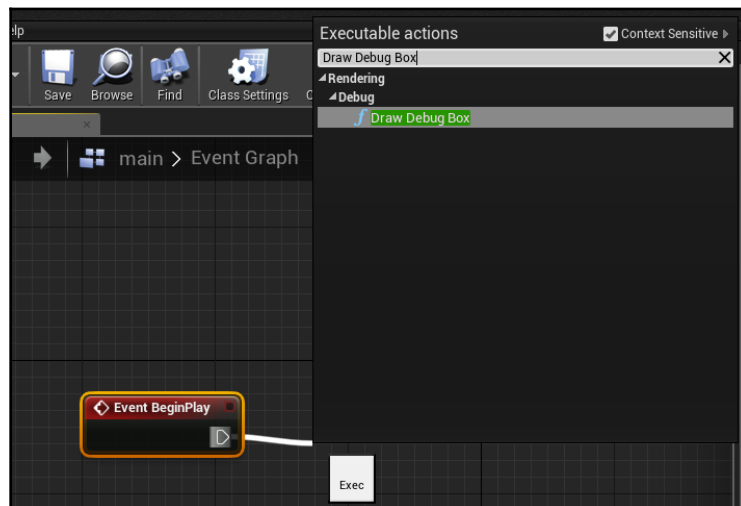 elp
Executable actions
Context Sensitive
Draw Debug Box
Rendering
Debug
f Draw Debug Box
Save Browse Find Class Settings C
main > Event Graph
Event BeginPlay
Exec